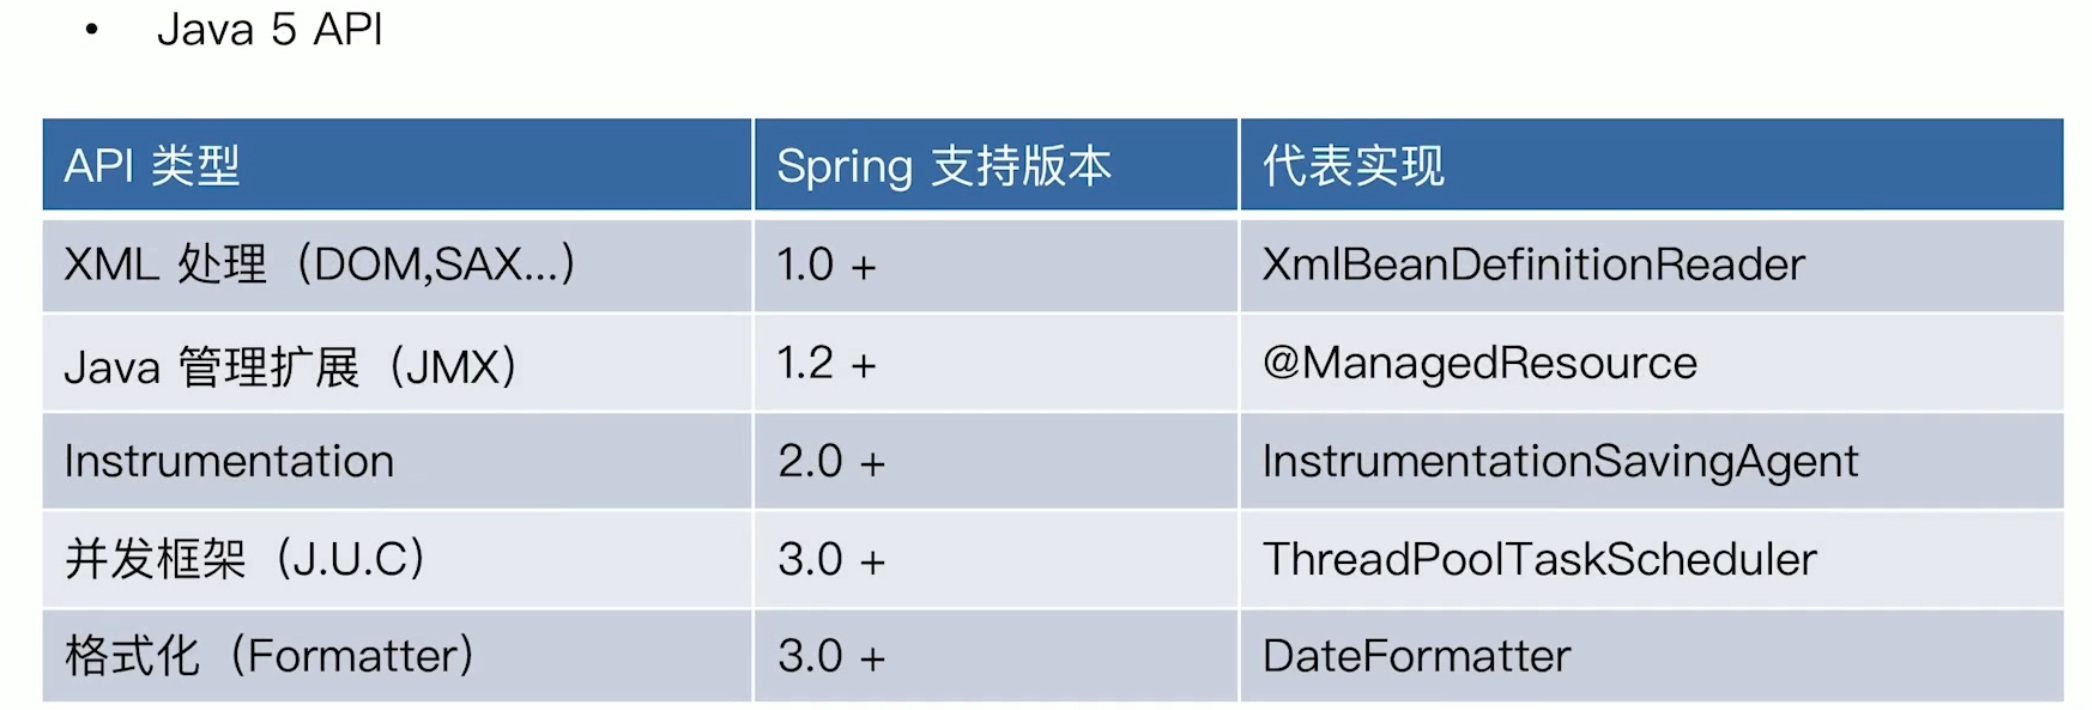 • Java 5 API
API 类型 Spring 支持版本 代表实现
XML 处理（DOM,SAX...） 1.0 + XmlBeanDefinitionReader
Java 管理扩展（JMX） 1.2 + @ManagedResource
Instrumentation 2.0 + InstrumentationSavingAgent
并发框架（J.U.C） 3.0 + ThreadPoolTaskScheduler
格式化（Formatter） 3.0 + DateFormatter